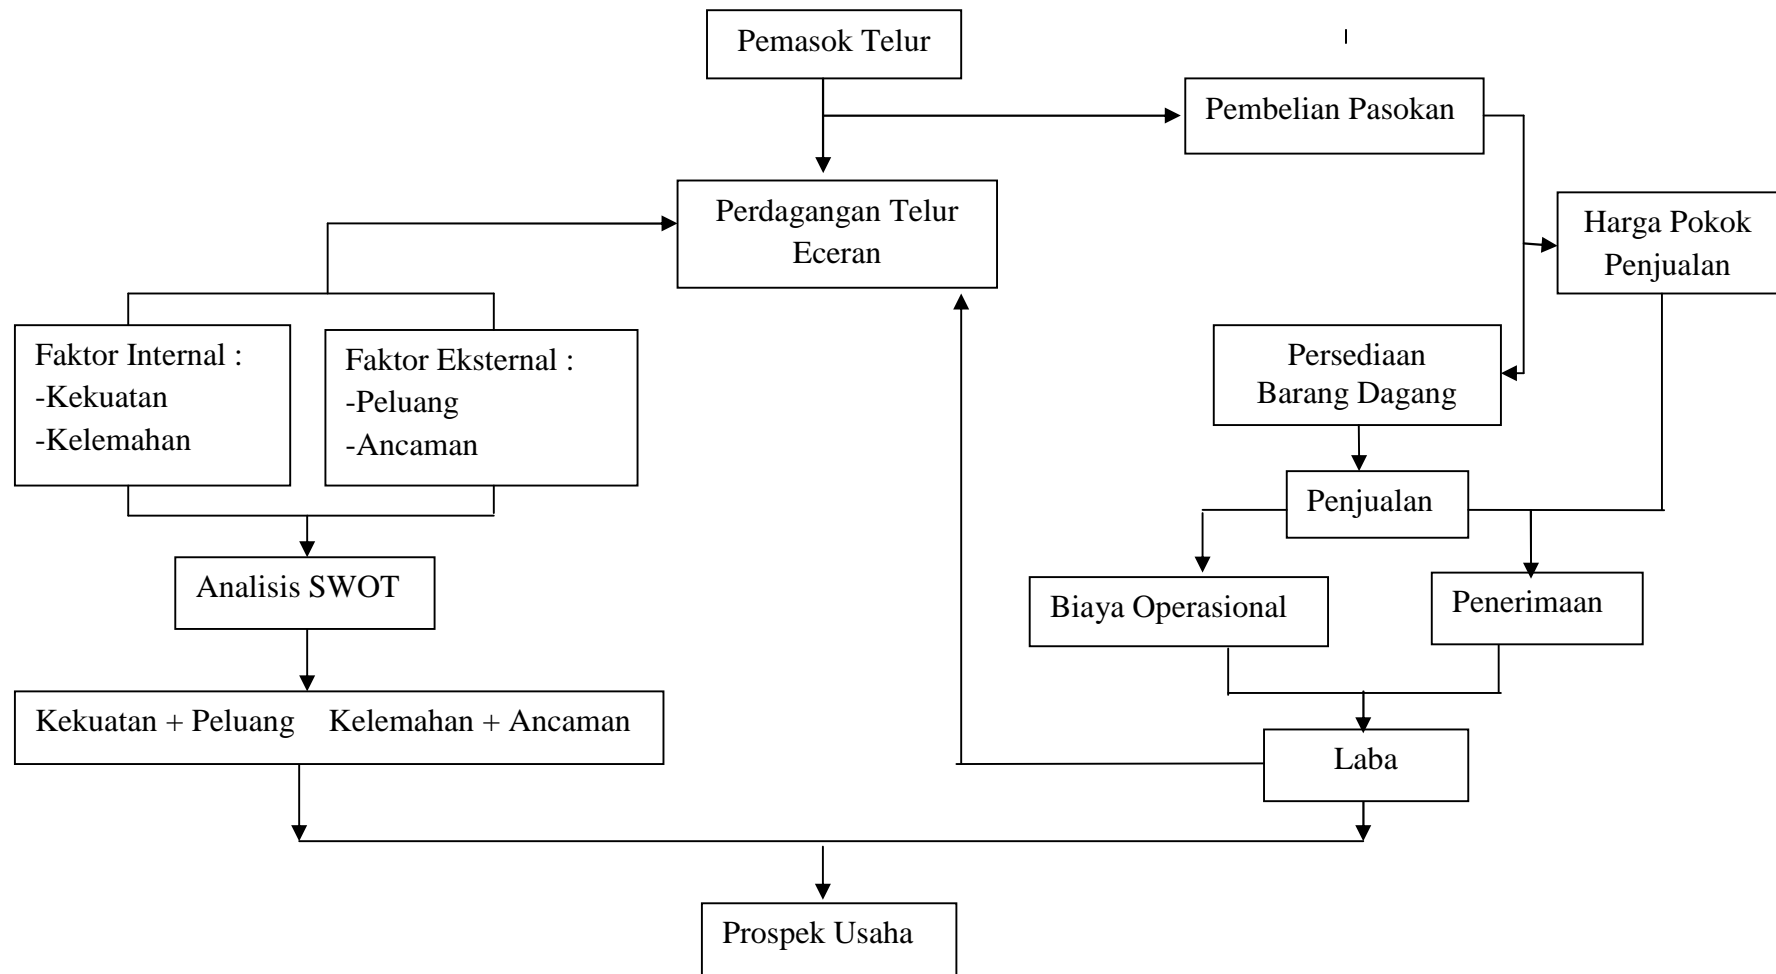 Pemasok Telur
Pembelian Pasokan
Perdagangan Telur
Eceran
Harga Pokok
Penjualan
Faktor Internal :
-Kekuatan
-Kelemahan
Faktor Eksternal :
-Peluang
-Ancaman
Persediaan
Barang Dagang
Penjualan
Analisis SWOT
Biaya Operasional
Penerimaan
Kekuatan + Peluang Kelemahan + Ancaman
Laba
Prospek Usaha